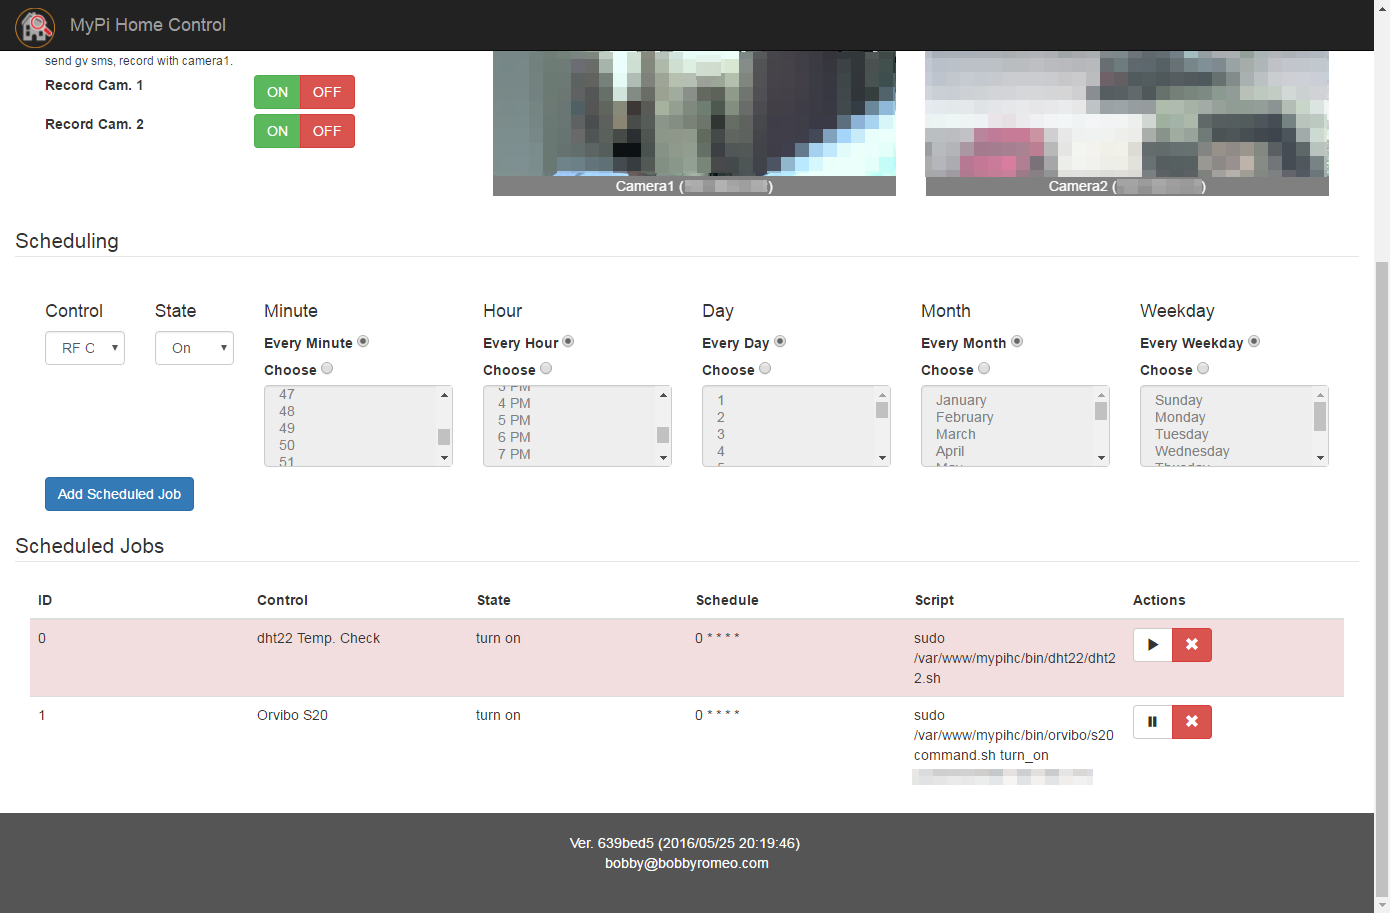 MyPi Home Control
send gv sms, record with camera1.
Record Cam. 1 ON OFF
Record Cam. 2 ON OFF
Camera1 ( )
Camera2 ( )
Scheduling
Control State Minute Hour Day Month Weekday
Every Minute Every Hour Every Day Every Month Every Weekday
RF C On
Choose Choose Choose Choose Choose
47
48
49
50
51
3 PM
4 PM
5 PM
6 PM
7 PM
1
2
3
4
5
January
February
March
April
May
Sunday
Monday
Tuesday
Wednesday
Thursday
Add Scheduled Job
Scheduled Jobs
ID Control State Schedule Script Actions
0 dht22 Temp. Check turn on 0 * * * * sudo
/var/www/mypihc/bin/dht22/dht2
2.sh
1 Orvibo S20 turn on 0 * * * * sudo
/var/www/mypihc/bin/orvibo/s20
command.sh turn_on
Ver. 639bed5 (2016/05/25 20:19:46)
bobby@bobbyromeo.com